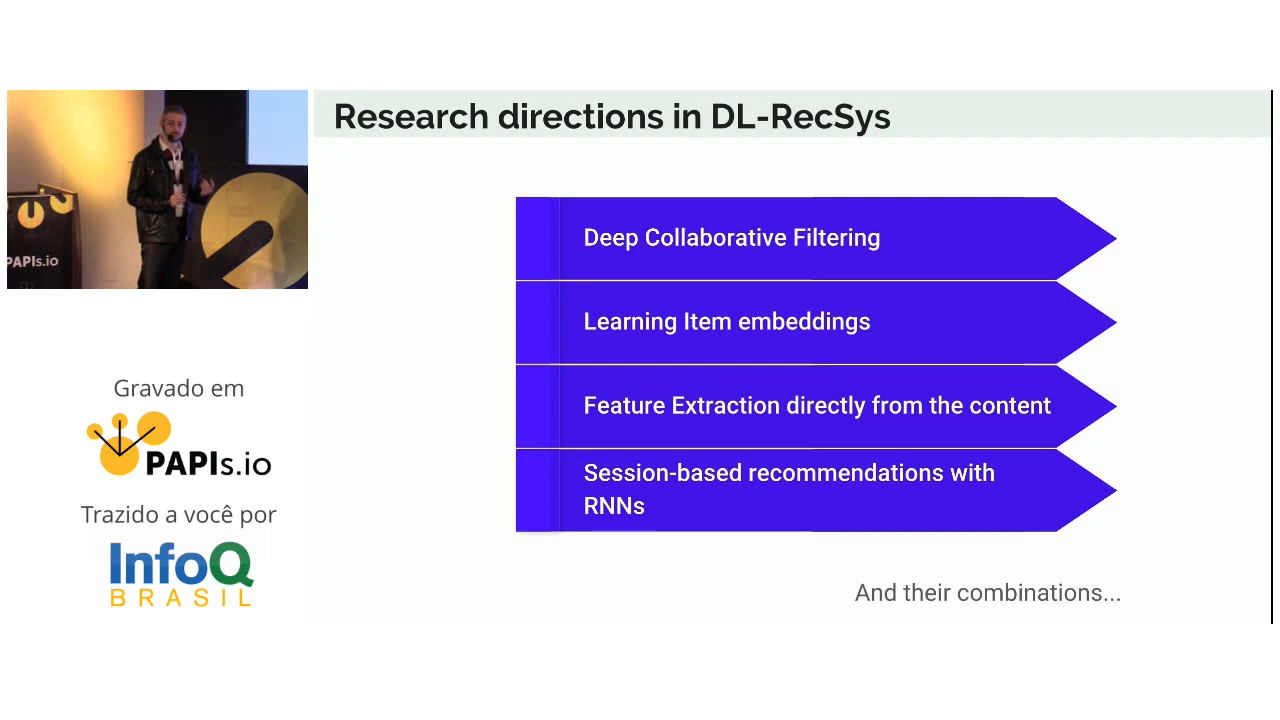 Research directions in DL-RecSys
Deep Collaborative Filtering
Learning Item embeddings
Feature Extraction directly from the content
Session-based recommendations with
RNNs
And their combinations...
PAPIs.io
Gravado em
PAPIs.io
Trazido a você por
InfoQ
BRASIL